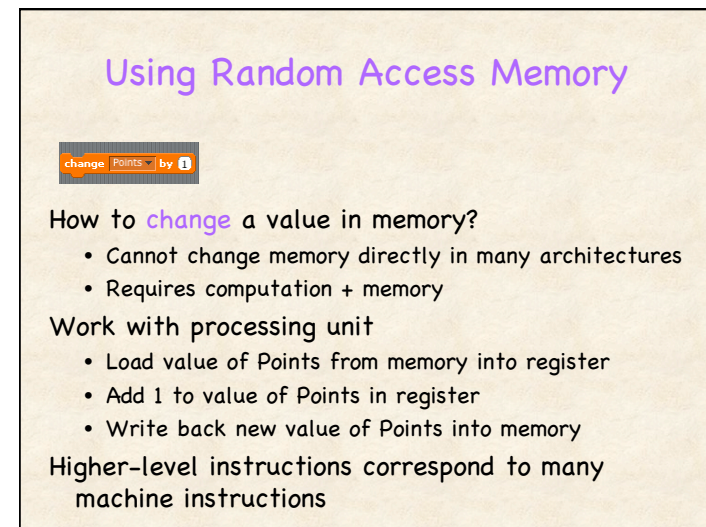 Using Random Access Memory
change Points by 1
How to change a value in memory?
• Cannot change memory directly in many architectures
• Requires computation + memory
Work with processing unit
• Load value of Points from memory into register
• Add 1 to value of Points in register
• Write back new value of Points into memory
Higher-level instructions correspond to many
machine instructions